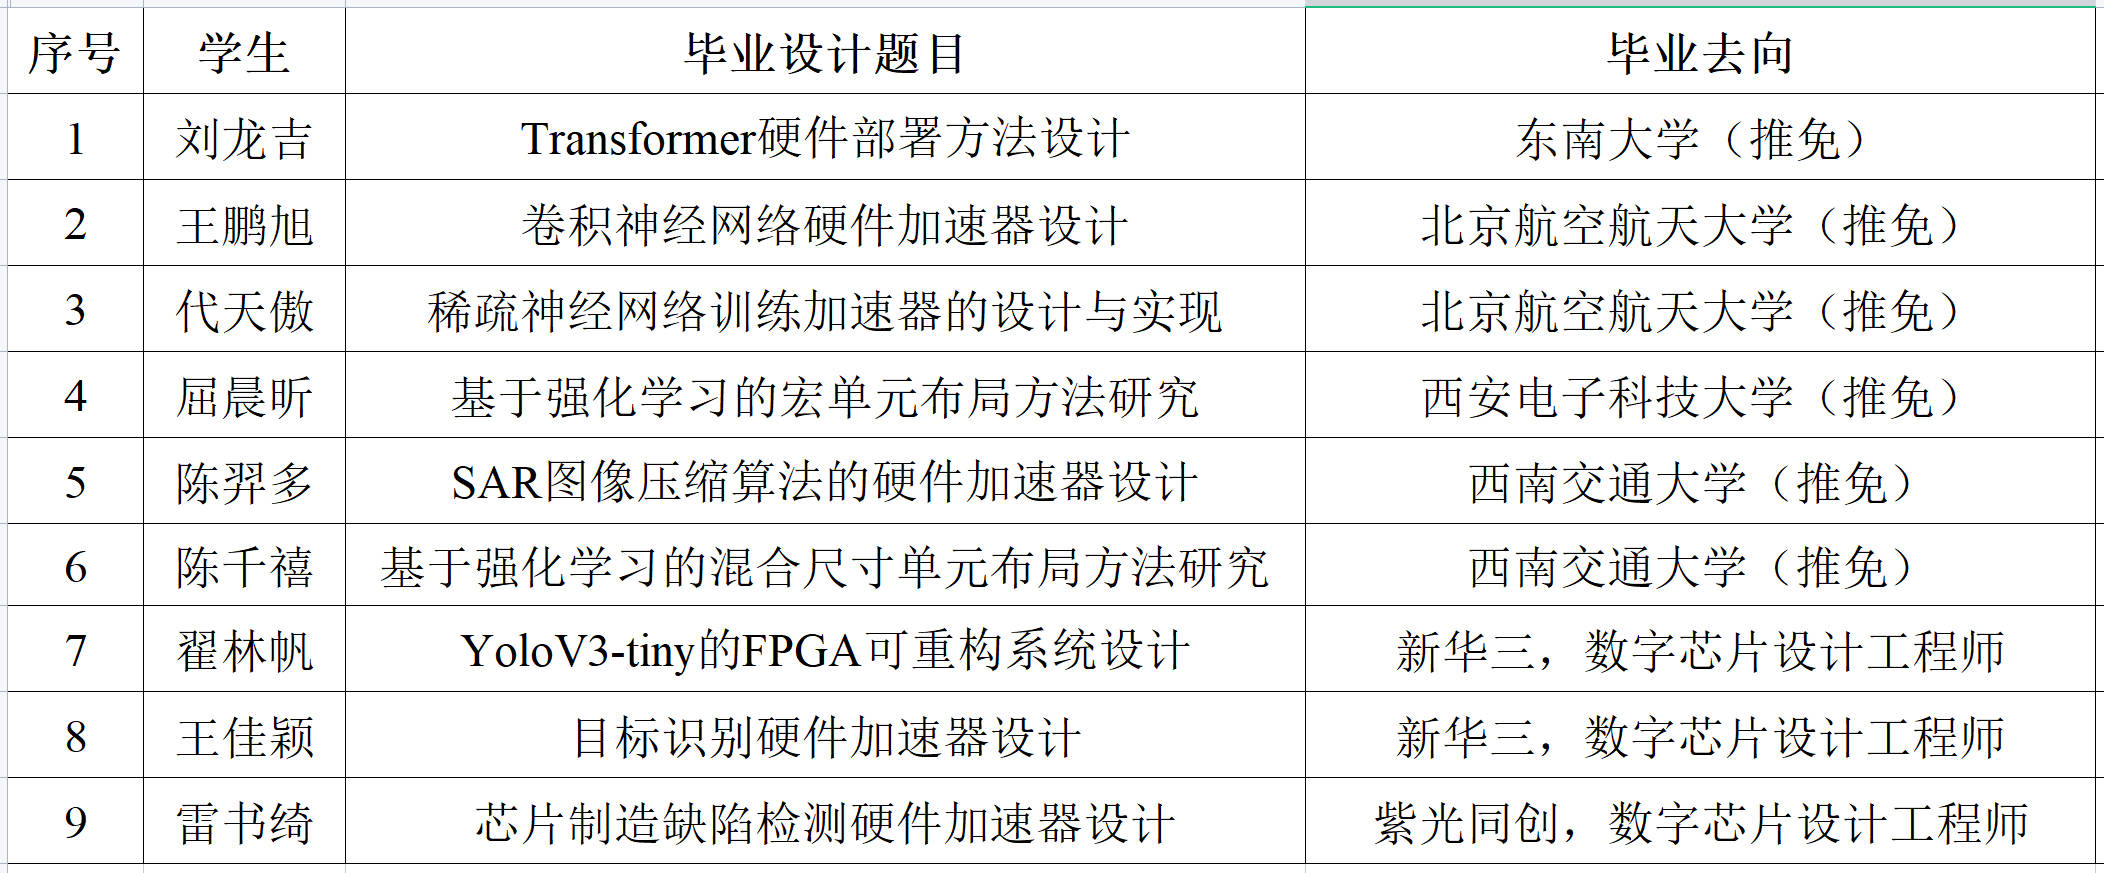 序号 学生 毕业设计题目 毕业去向
1 刘龙吉 Transformer硬件部署方法设计 东南大学（推免）
2 王鹏旭 卷积神经网络硬件加速器设计 北京航空航天大学（推免）
3 代天傲 稀疏神经网络训练加速器的设计与实现 北京航空航天大学（推免）
4 屈晨昕 基于强化学习的宏单元布局方法研究 西安电子科技大学（推免）
5 陈羿多 SAR图像压缩算法的硬件加速器设计 西南交通大学（推免）
6 陈千禧 基于强化学习的混合尺寸单元布局方法研究 西南交通大学（推免）
7 翟林帆 YoloV3-tiny的FPGA可重构系统设计 新华三，数字芯片设计工程师
8 王佳颖 目标识别硬件加速器设计 新华三，数字芯片设计工程师
9 雷书绮 芯片制造缺陷检测硬件加速器设计 紫光同创，数字芯片设计工程师